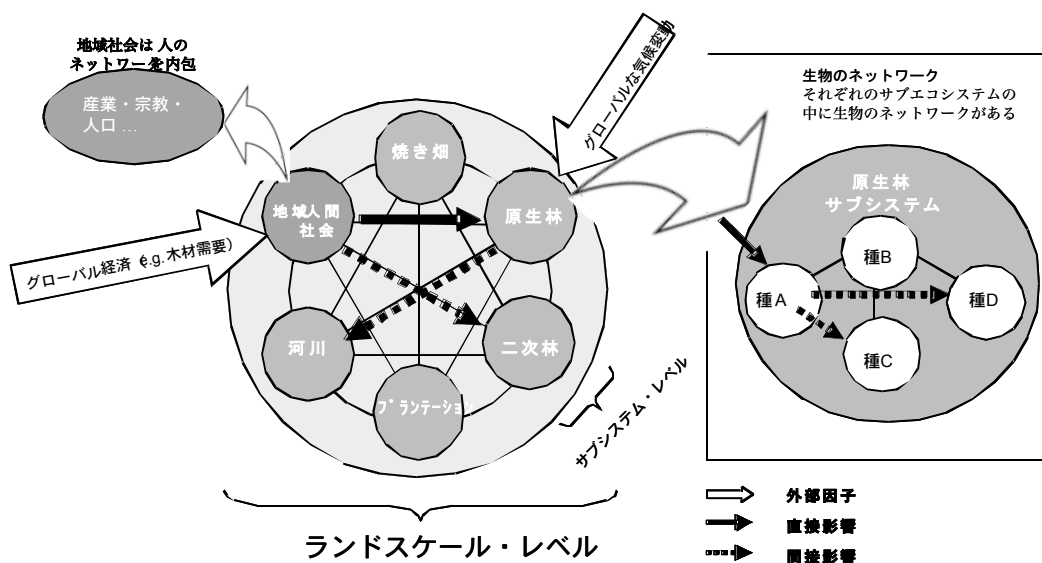 地域社会は 人の
ネットワークを内包
産業・宗教・
人口 ...
グローバルな気候変動
生物のネットワーク
それぞれのサブエコシステムの
中に生物のネットワークがある
焼き畑
地域人間
社会
原生林
グローバル経済（e.g. 木材需要）
河川
二次林
プランテーション
サブシステム・レベル
ランドスケール・レベル
原生林
サブシステム
種B
種A
種D
種C
外部因子
直接影響
間接影響